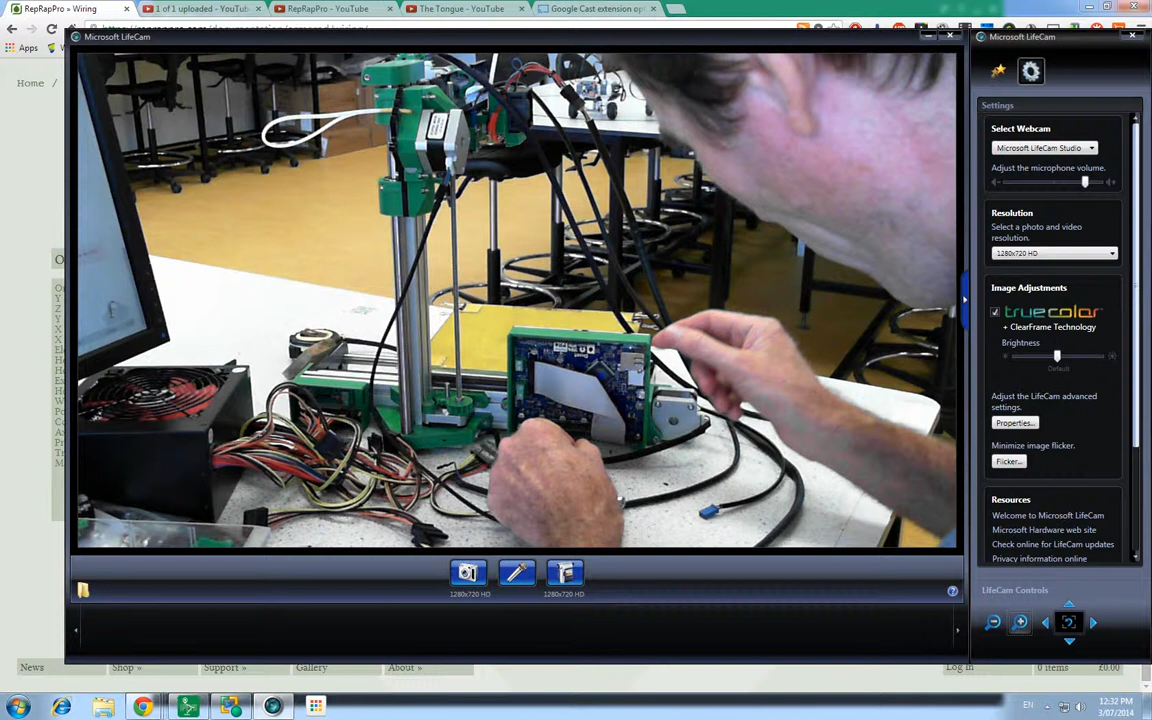 RepRapPro » Wiring
1 of 1 uploaded - YouTu
RepRapPro - YouTube
The Tongue - YouTube
Google Cast extension op
Apps
Home /
Microsoft LifeCam
Microsoft LifeCam
Settings
Select Webcam
Microsoft LifeCam Studio
Adjust the microphone volume.
Resolution
Select a photo and video
resolution.
1280x720 HD
Image Adjustments
truecolor
+ ClearFrame Technology
Brightness
Default
Adjust the LifeCam advanced
settings.
Properties...
Minimize image flicker.
Flicker...
Resources
Welcome to Microsoft LifeCam
Microsoft Hardware web site
Check online for LifeCam updates
Privacy information online
LifeCam Controls
1280x720 HD
1280x720 HD
News
Shop »
Support »
Gallery
About »
Log in
0 items
£0.00
EN
12:32 PM
3/07/2014